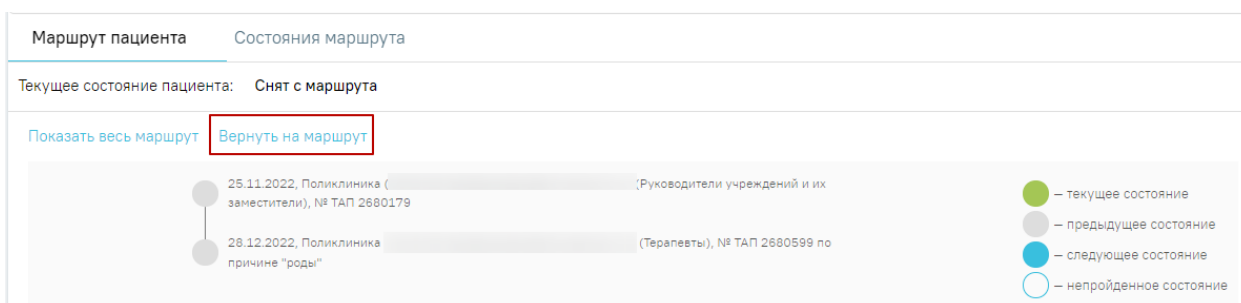 Маршрут пациента Состояния маршрута
Текущее состояние пациента: Снят с маршрута
Показать весь маршрут Вернуть на маршрут
25.11.2022, Поликлиника ( (Руководители учреждений и их
заместители), № ТАП 2680179
28.12.2022, Поликлиника (Терапевты), № ТАП 2680599 по
причине "роды"
– текущее состояние
– предыдущее состояние
– следующее состояние
– непройденное состояние